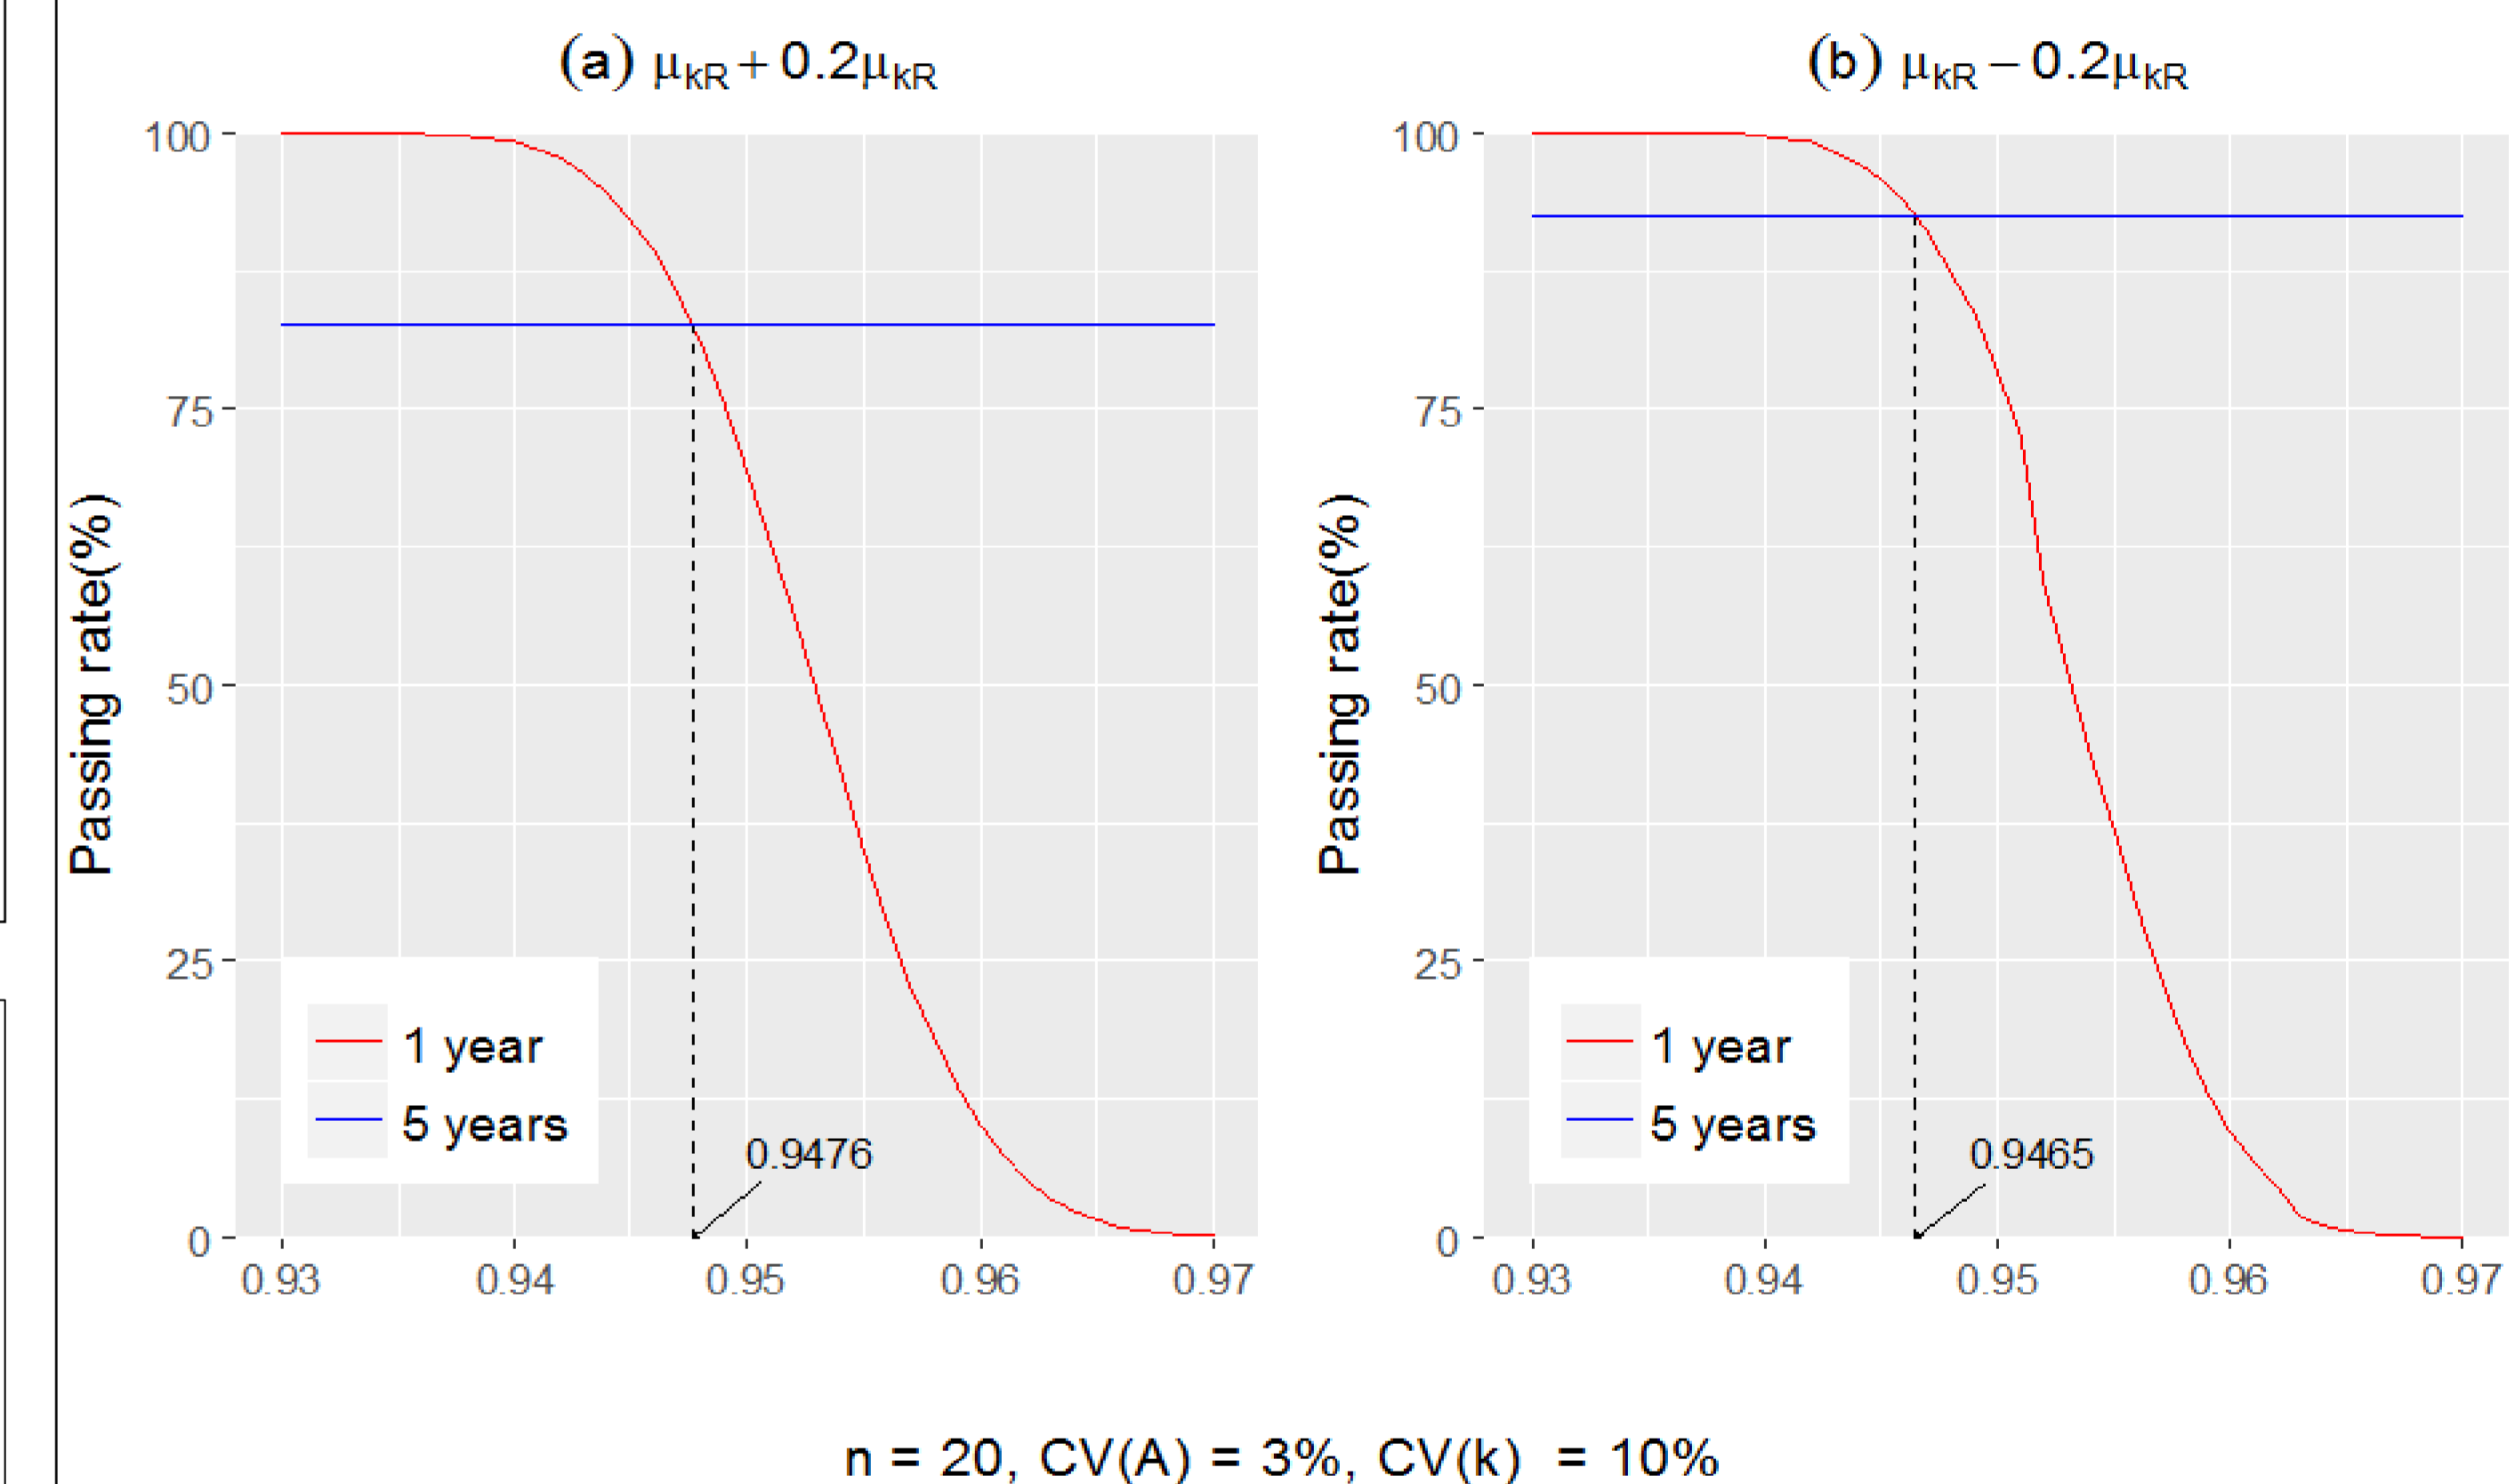 (a) μkR + 0.2μkR
100
75
50
25
0
Passing rate(%)
1 year
5 years
0.9476
0.93 0.94 0.95 0.96 0.97
(b) μkR − 0.2μkR
100
75
50
25
0
Passing rate(%)
1 year
5 years
0.9465
0.93 0.94 0.95 0.96 0.97
n = 20, CV(A) = 3%, CV(k) = 10%